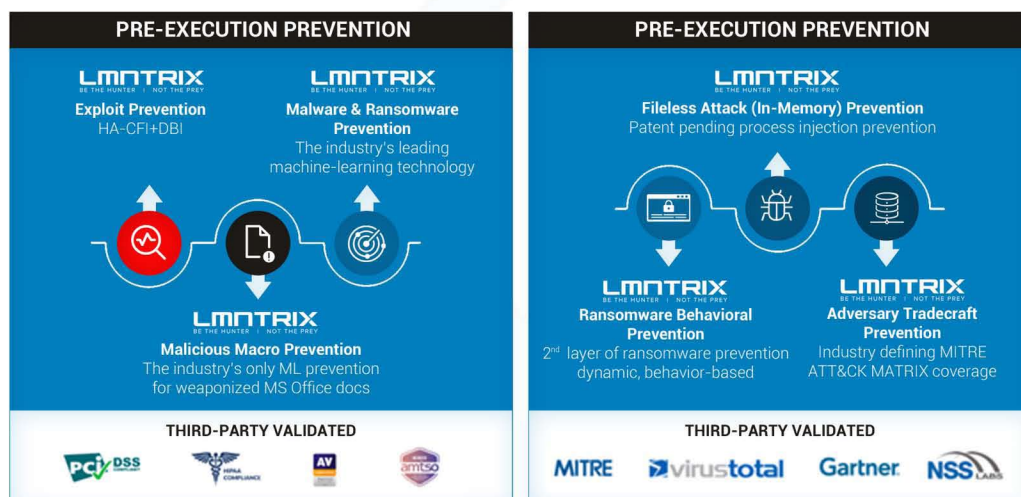 PRE-EXECUTION PREVENTION
LMNTRIX
BE THE HUNTER | NOT THE PREY
Exploit Prevention
HA-CFI+DBI
LMNTRIX
BE THE HUNTER | NOT THE PREY
Malware & Ransomware
Prevention
The industry's leading
machine-learning technology
LMNTRIX
BE THE HUNTER | NOT THE PREY
Malicious Macro Prevention
The industry's only ML prevention
for weaponized MS Office docs
THIRD-PARTY VALIDATED
PCI DSS
COMPLIANT
HIPAA
COMPLIANCE
AV
amtso
PRE-EXECUTION PREVENTION
LMNTRIX
BE THE HUNTER | NOT THE PREY
Fileless Attack (In-Memory) Prevention
Patent pending process injection prevention
LMNTRIX
BE THE HUNTER | NOT THE PREY
Ransomware Behavioral
Prevention
2nd layer of ransomware prevention
dynamic, behavior-based
LMNTRIX
BE THE HUNTER | NOT THE PREY
Adversary Tradecraft
Prevention
Industry defining MITRE
ATT&CK MATRIX coverage
THIRD-PARTY VALIDATED
MITRE
virustotal
Gartner
NSS LABS